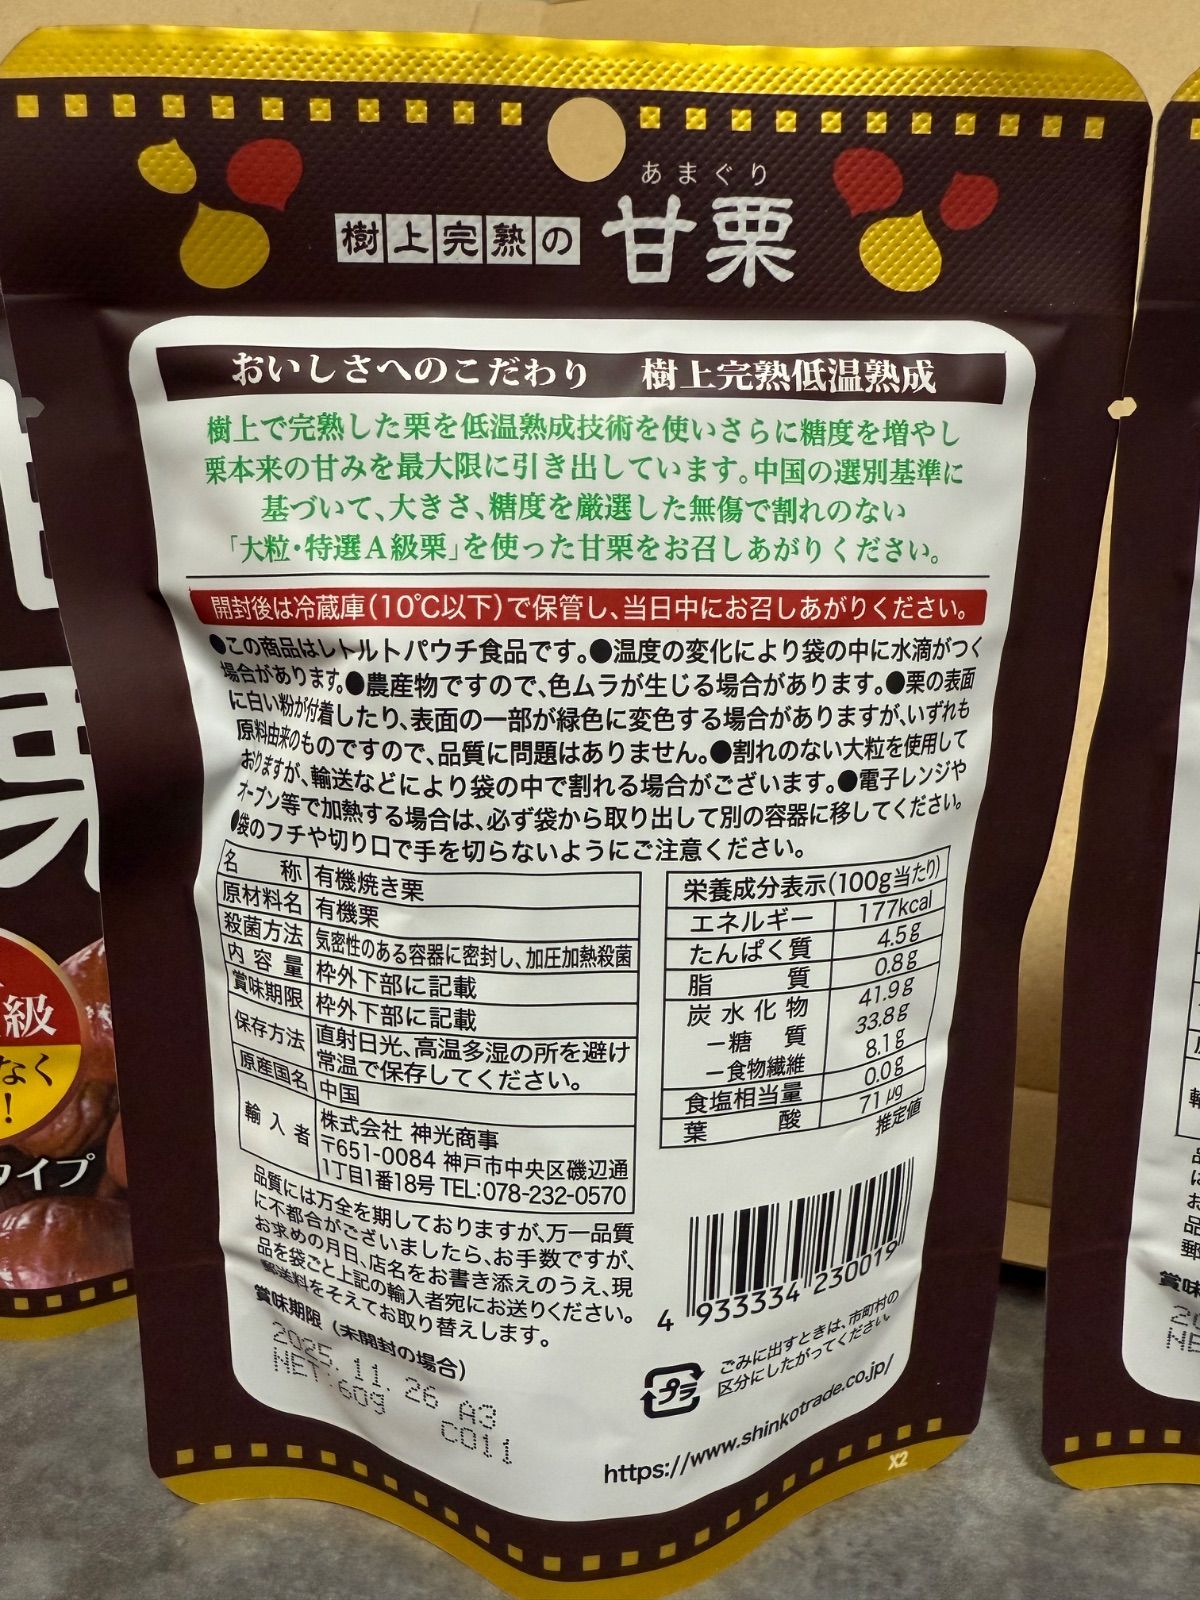 あまぐり
樹上完熟の 甘栗
おいしさへのこだわり 樹上完熟低温熟成
樹上で完熟した栗を低温熟成技術を使いさらに糖度を増やし
栗本来の甘みを最大限に引き出しています。中国の選別基準に
基づいて、大きさ、糖度を厳選した無傷で割れのない
「大粒・特選A級栗」を使った甘栗をお召しあがりください。
開封後は冷蔵庫(10℃以下)で保管し、当日中にお召しあがりください。
●この商品はレトルトパウチ食品です。●温度の変化により袋の中に水滴がつく
場合があります。●農産物ですので、色ムラが生じる場合があります。●栗の表面
に白い粉が付着したり、表面の一部が緑色に変色する場合がありますが、いずれも
原料由来のものですので、品質に問題はありません。●割れのない大粒を使用して
おりますが、輸送などにより袋の中で割れる場合がございます。●電子レンジや
オーブン等で加熱する場合は、必ず袋から取り出して別の容器に移してください。
●袋のフチや切り口で手を切らないようにご注意ください。
名称 有機焼き栗
原材料名 有機栗
殺菌方法 気密性のある容器に密封し、加圧加熱殺菌
内容量 枠外下部に記載
賞味期限 枠外下部に記載
保存方法 直射日光、高温多湿の所を避け
常温で保存してください。
原産国名 中国
輸入者 株式会社 神光商事
〒651-0084 神戸市中央区磯辺通
1丁目1番18号 TEL:078-232-0570
栄養成分表示(100g当たり)
エネルギー 177kcal
たんぱく質 4.5g
脂質 0.8g
炭水化物 41.9g
－糖質 33.8g
－食物繊維 8.1g
食塩相当量 0.0g
葉酸 71μg
推定値
品質には万全を期しておりますが、万一品質
に不都合がございましたら、お手数ですが、
お求めの月日、店名をお書き添えのうえ、現
品を袋ごと上記の輸入者宛にお送りください。
郵送料をそえてお取り替えします。
賞味期限(未開封の場合)
2025.11.26 A3
NET:60g C011
4 933334 230019
プラ
ごみに出すときは、市町村の
区分にしたがってください。
https://www.shinkotrade.co.jp/
X2
甘
栗
級
なく
!
タイプ